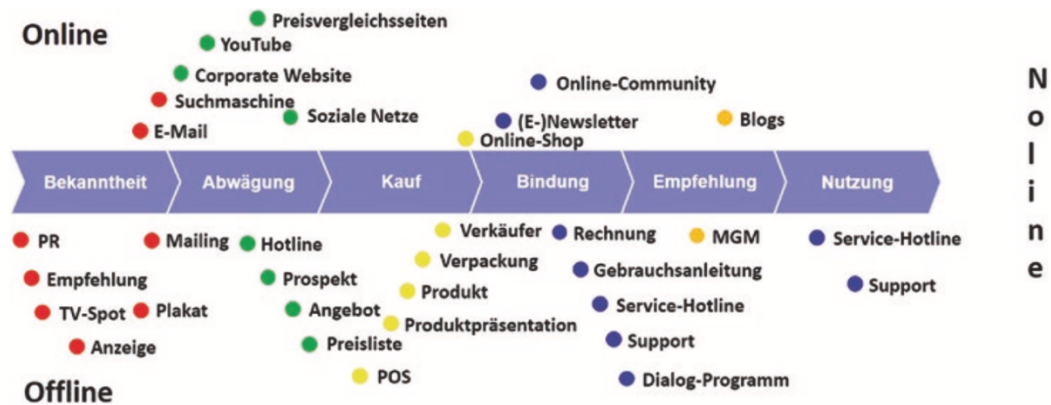 Online
Preisvergleichsseiten
YouTube
Corporate Website
Suchmaschine
Soziale Netze
E-Mail
Online-Community
(E-)Newsletter
Online-Shop
Blogs
Bekanntheit
Abwägung
Kauf
Bindung
Empfehlung
Nutzung
PR
Empfehlung
TV-Spot
Anzeige
Mailing
Plakat
Hotline
Prospekt
Angebot
Preisliste
Verkäufer
Verpackung
Produkt
Produktpräsentation
POS
Rechnung
Gebrauchsanleitung
Service-Hotline
Support
Dialog-Programm
MGM
Service-Hotline
Support
Offline
Noline